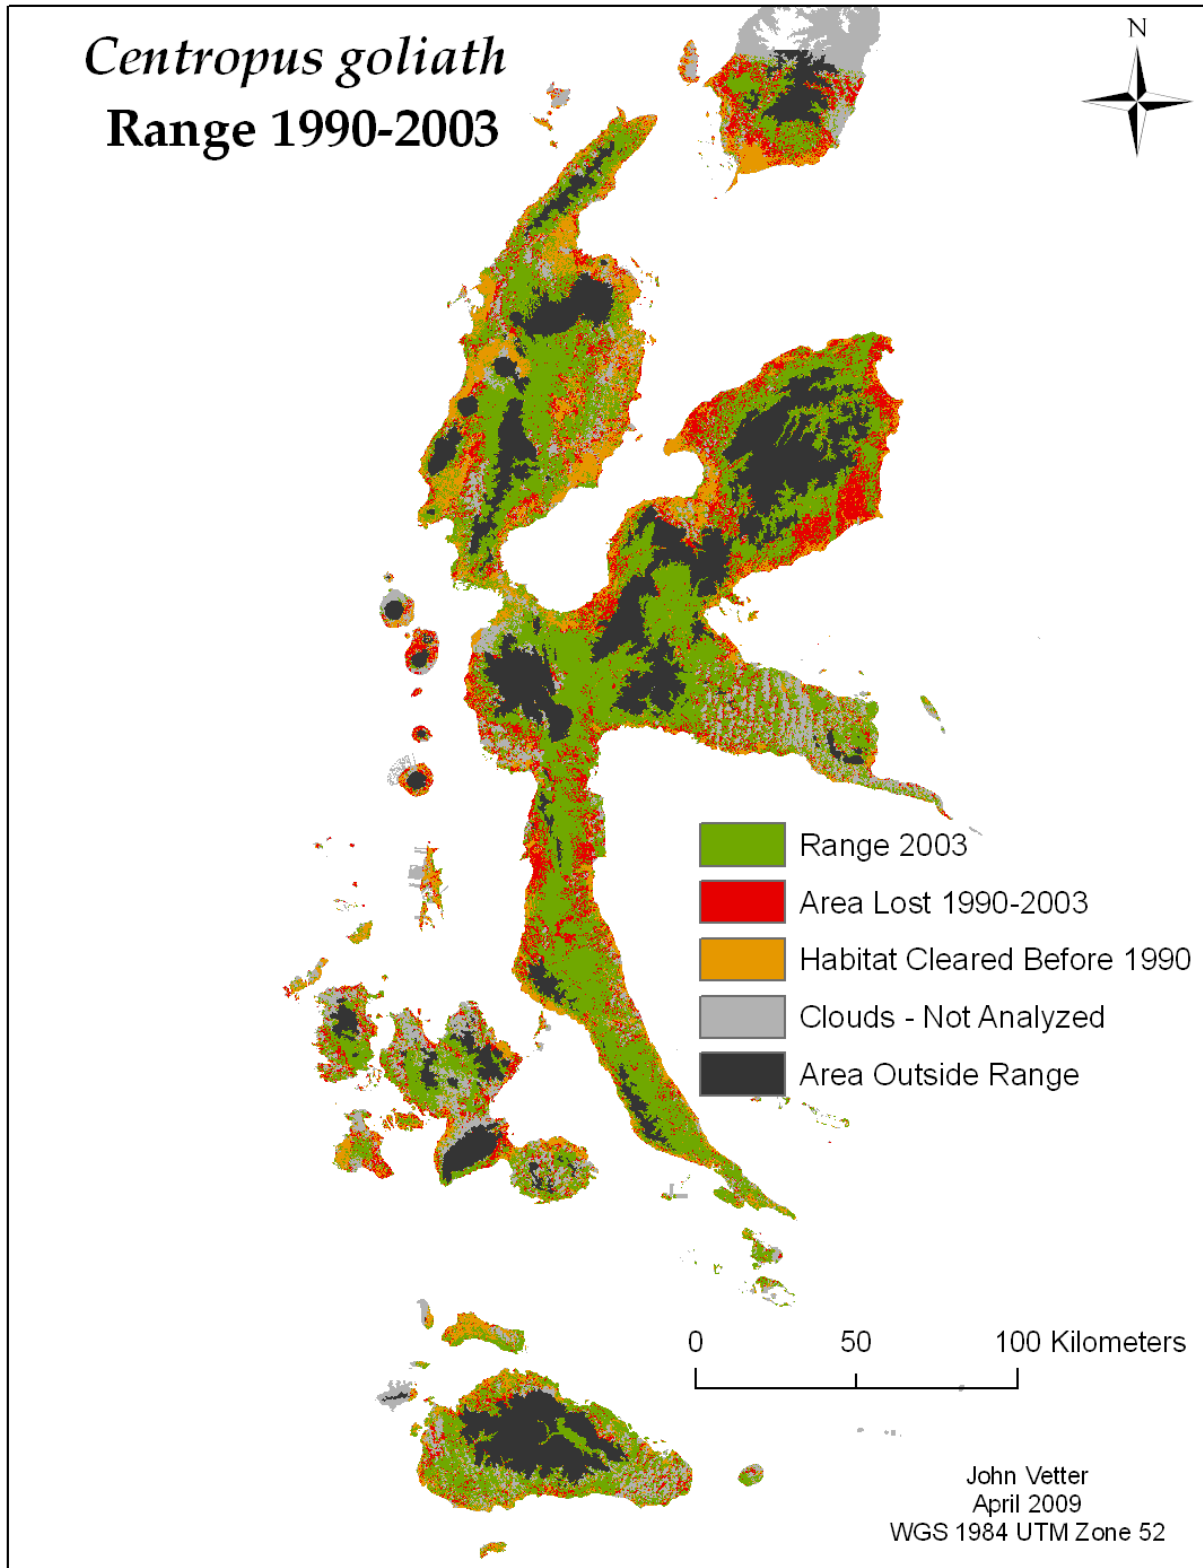 Centropus goliath
Range 1990-2003
N
Range 2003
Area Lost 1990-2003
Habitat Cleared Before 1990
Clouds - Not Analyzed
Area Outside Range
0 50 100 Kilometers
John Vetter
April 2009
WGS 1984 UTM Zone 52